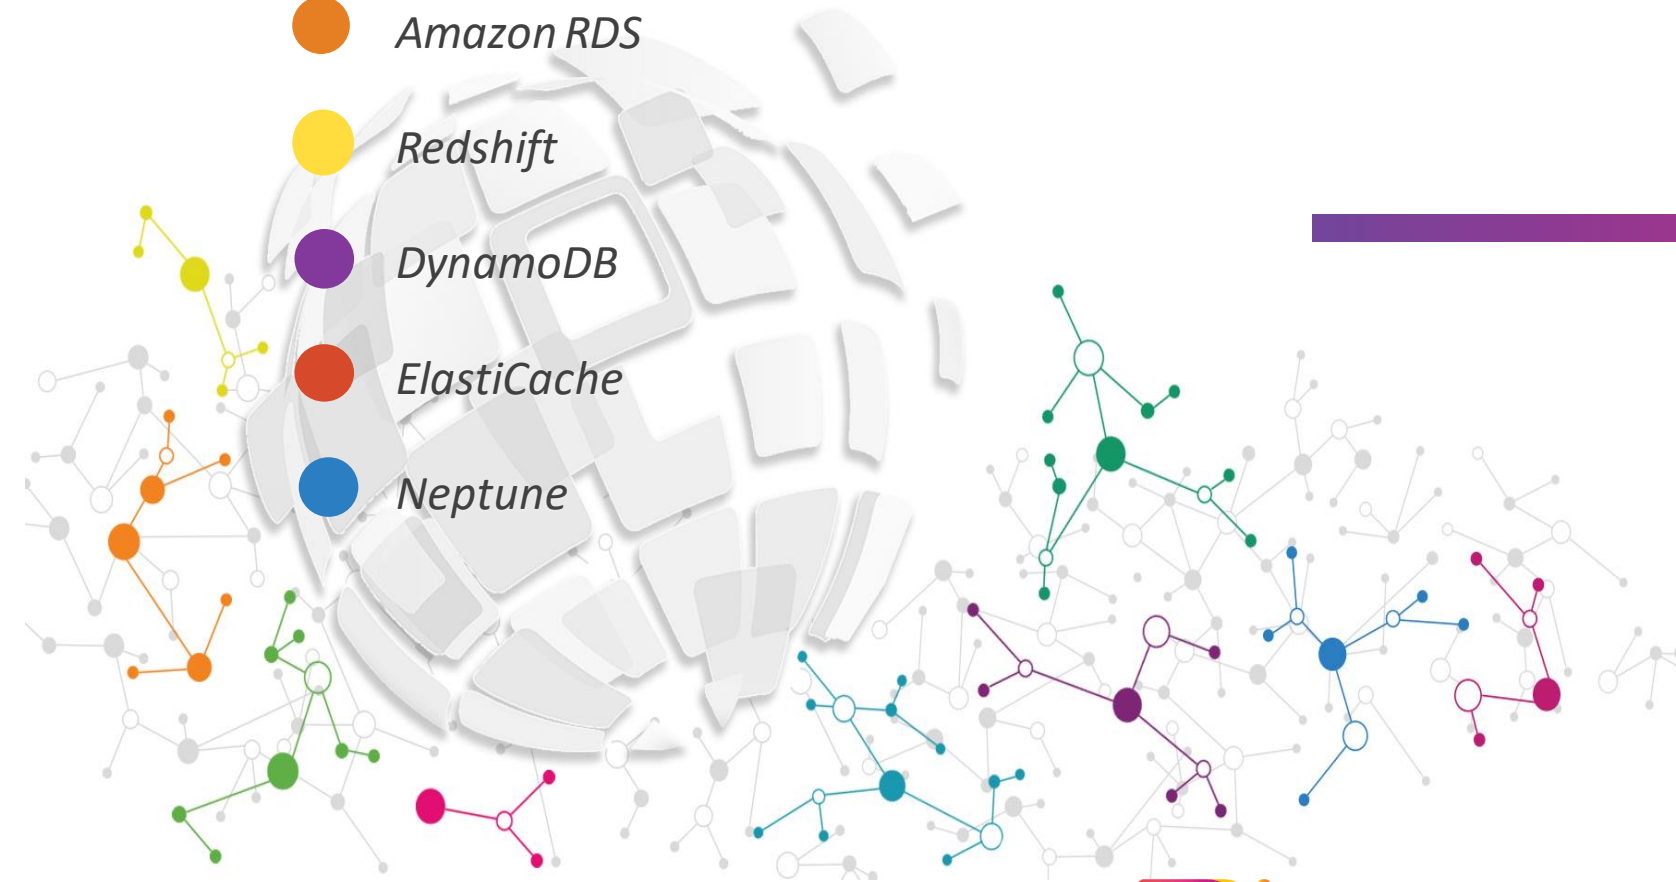 Amazon RDS
Redshift
DynamoDB
ElastiCache
Neptune